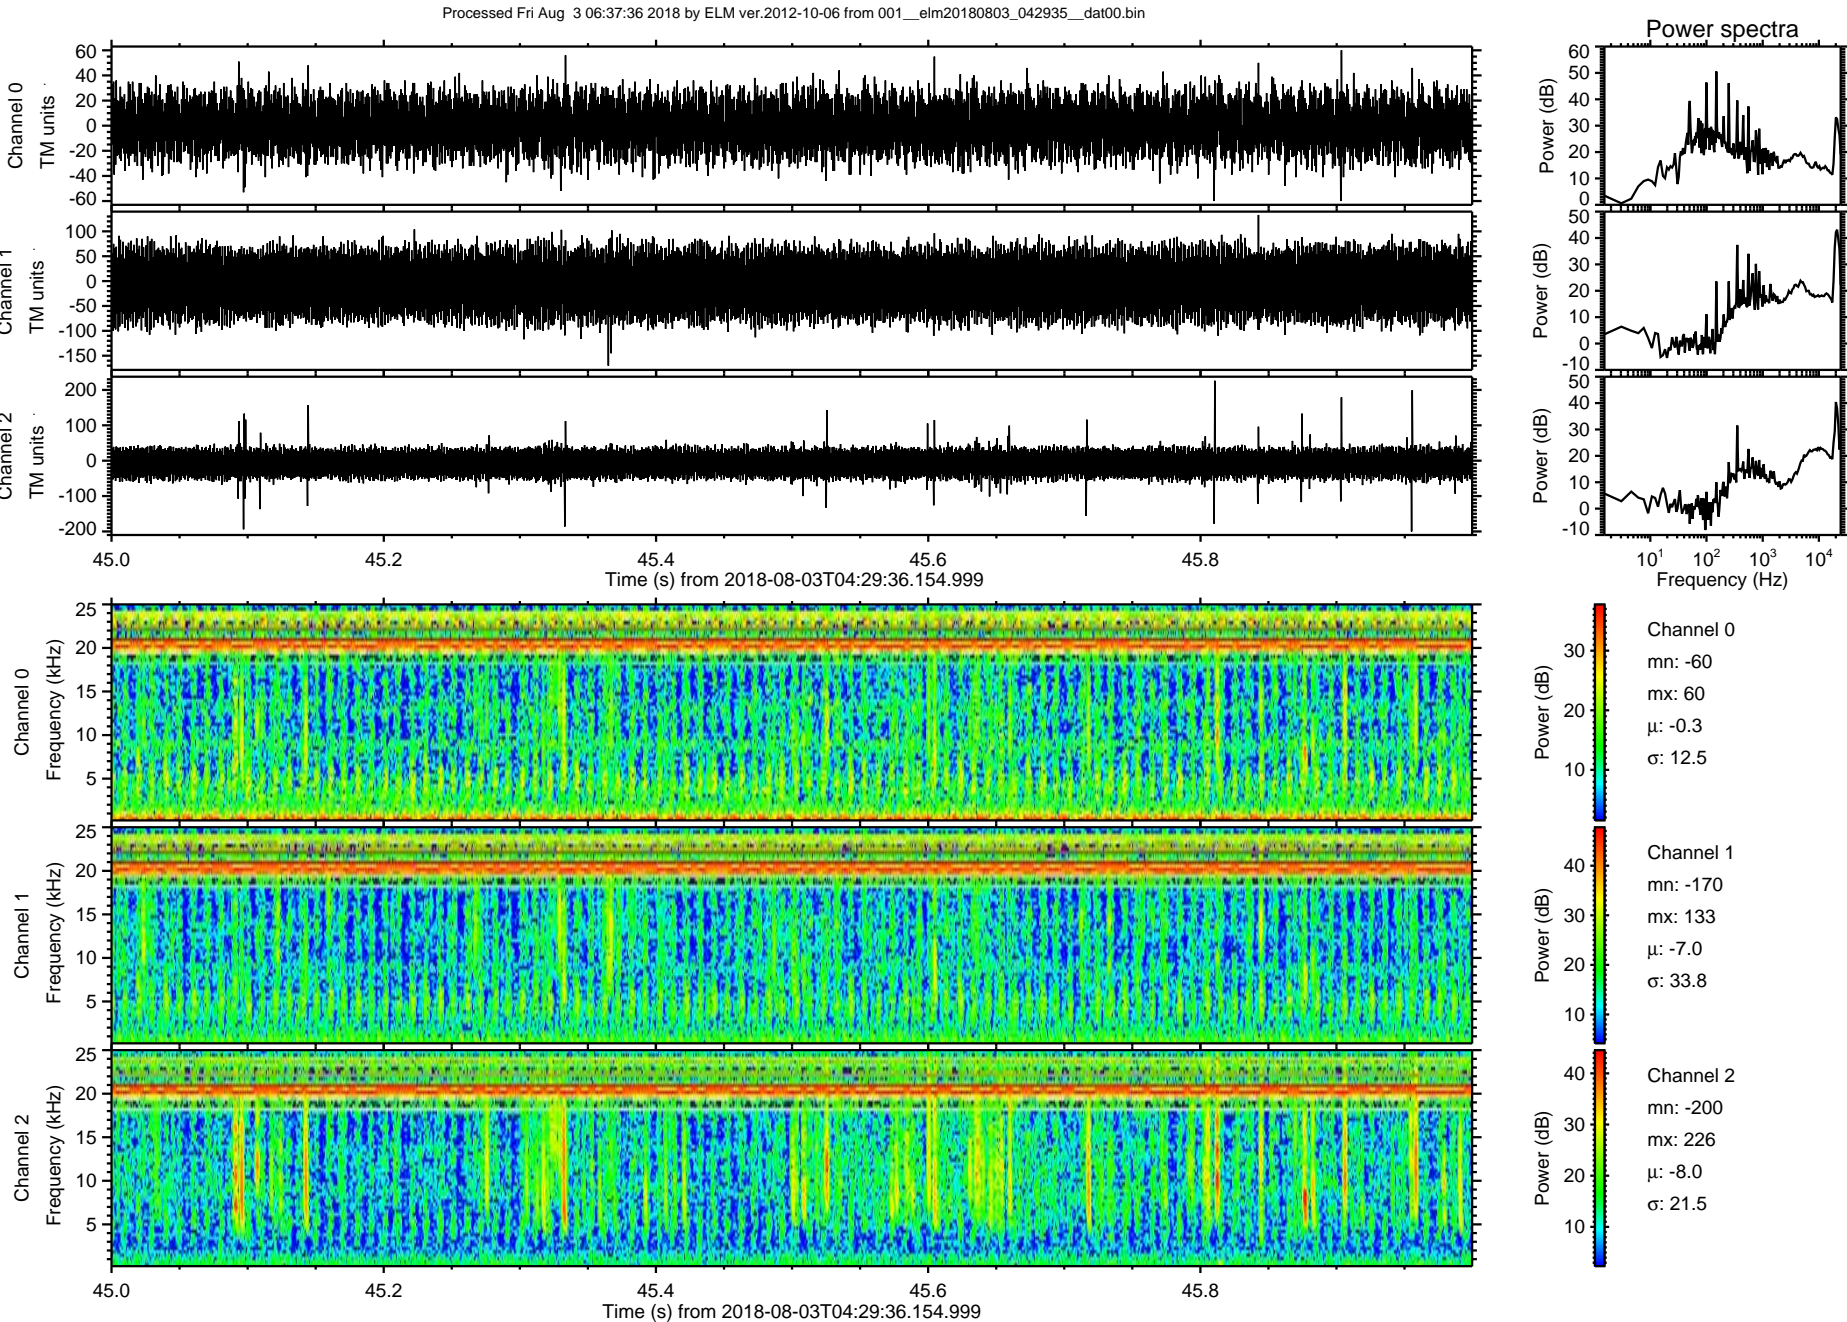 Processed Fri Aug 3 06:37:36 2018 by ELM ver.2012-10-06 from 001__elm20180803_042935__dat00.bin
Power spectra
Channel 0
TM units
60
40
20
0
-20
-40
-60
Power (dB)
60
50
40
30
20
10
0
Channel 1
TM units
100
50
0
-50
-100
-150
Power (dB)
50
40
30
20
10
0
-10
Channel 2
TM units
200
100
0
-100
-200
Power (dB)
50
40
30
20
10
0
-10
45.0 45.2 45.4 45.6 45.8
Time (s) from 2018-08-03T04:29:36.154.999
10¹ 10² 10³ 10⁴
Frequency (Hz)
Channel 0
Frequency (kHz)
25
20
15
10
5
Power (dB)
30
20
10
Channel 0
mn: -60
mx: 60
μ: -0.3
σ: 12.5
Channel 1
Frequency (kHz)
25
20
15
10
5
Power (dB)
40
30
20
10
Channel 1
mn: -170
mx: 133
μ: -7.0
σ: 33.8
Channel 2
Frequency (kHz)
25
20
15
10
5
Power (dB)
40
30
20
10
Channel 2
mn: -200
mx: 226
μ: -8.0
σ: 21.5
45.0 45.2 45.4 45.6 45.8
Time (s) from 2018-08-03T04:29:36.154.999